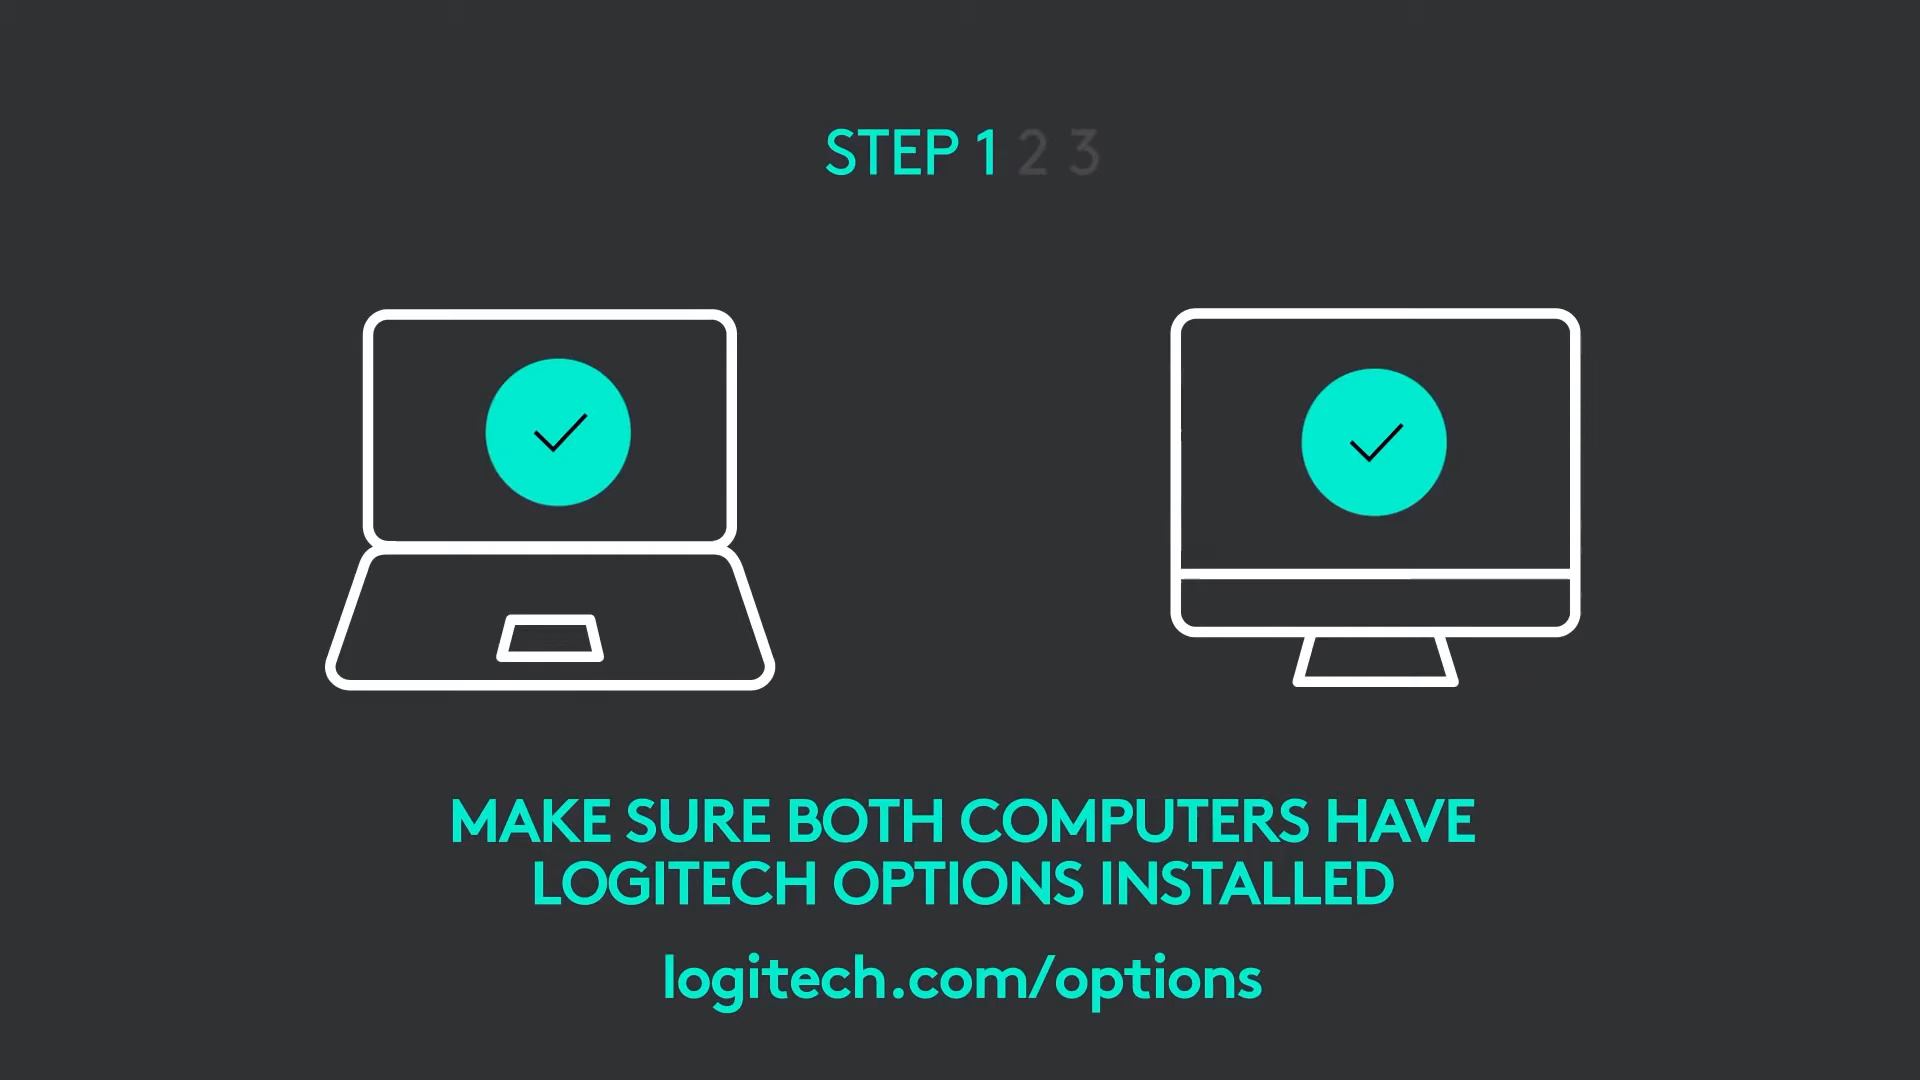 STEP 1 2 3
MAKE SURE BOTH COMPUTERS HAVE
LOGITECH OPTIONS INSTALLED
logitech.com/options